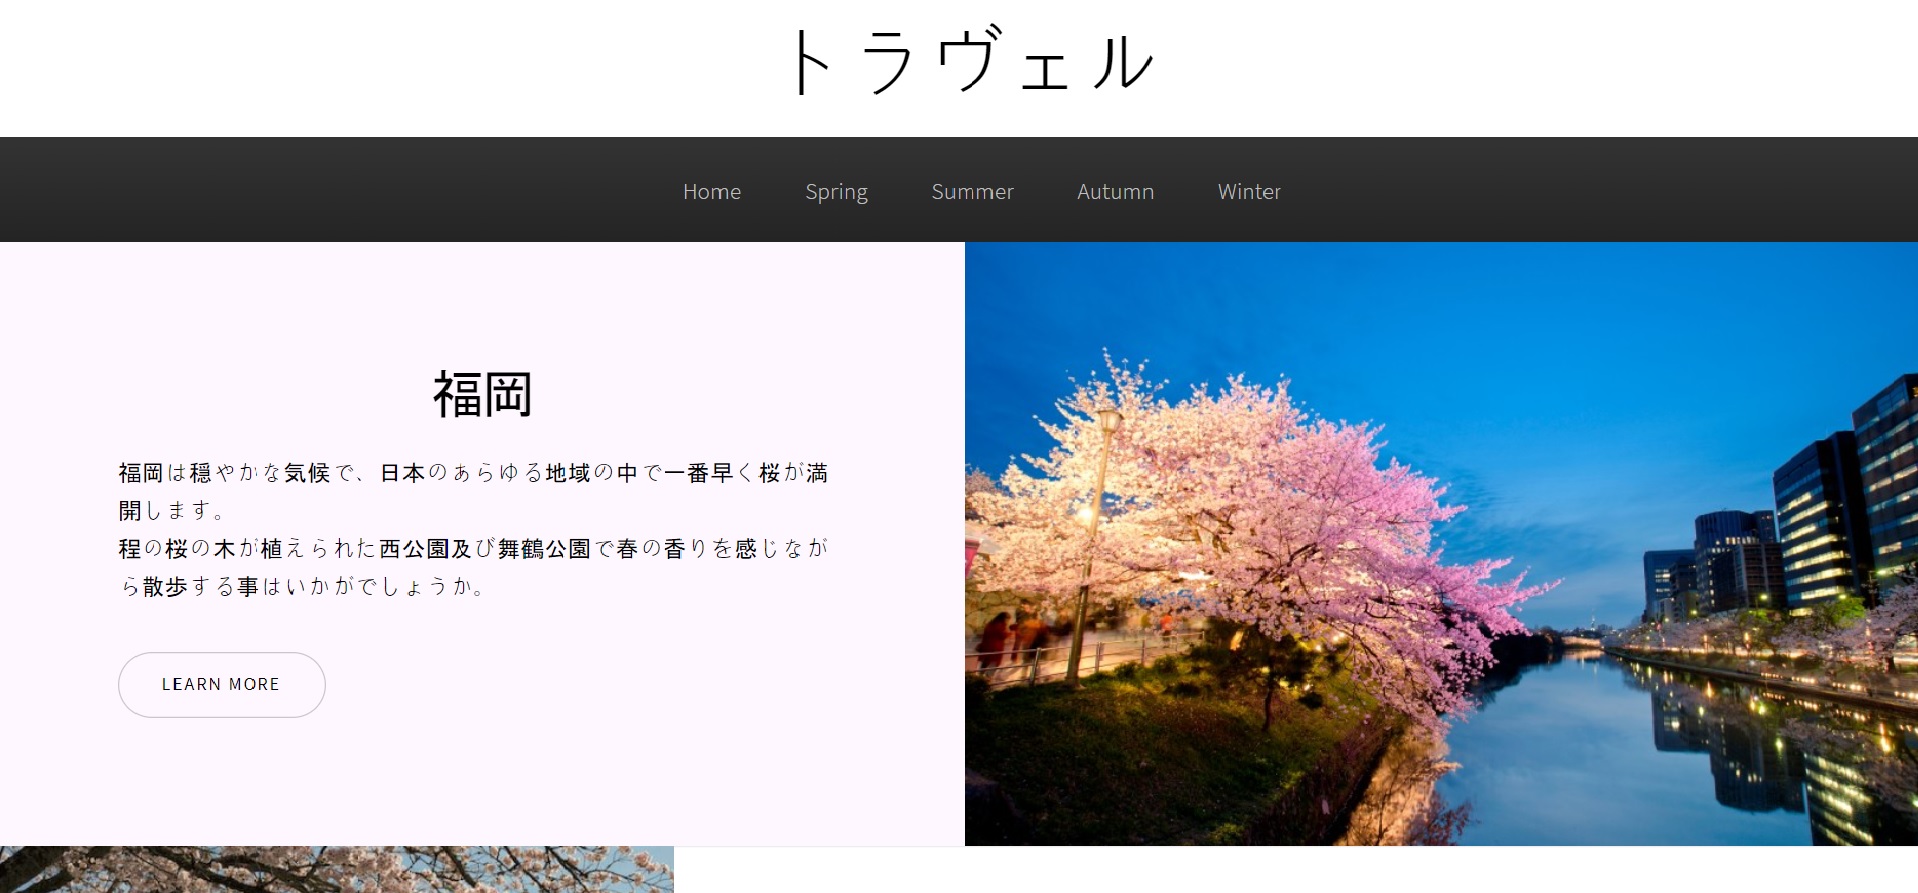 トラヴェル
Home Spring Summer Autumn Winter
福岡
福岡は穏やかな気候で、日本のあらゆる地域の中で一番早く桜が満
開します。
程の桜の木が植えられた西公園及び舞鶴公園で春の香りを感じなが
ら散歩する事はいかがでしょうか。
LEARN MORE